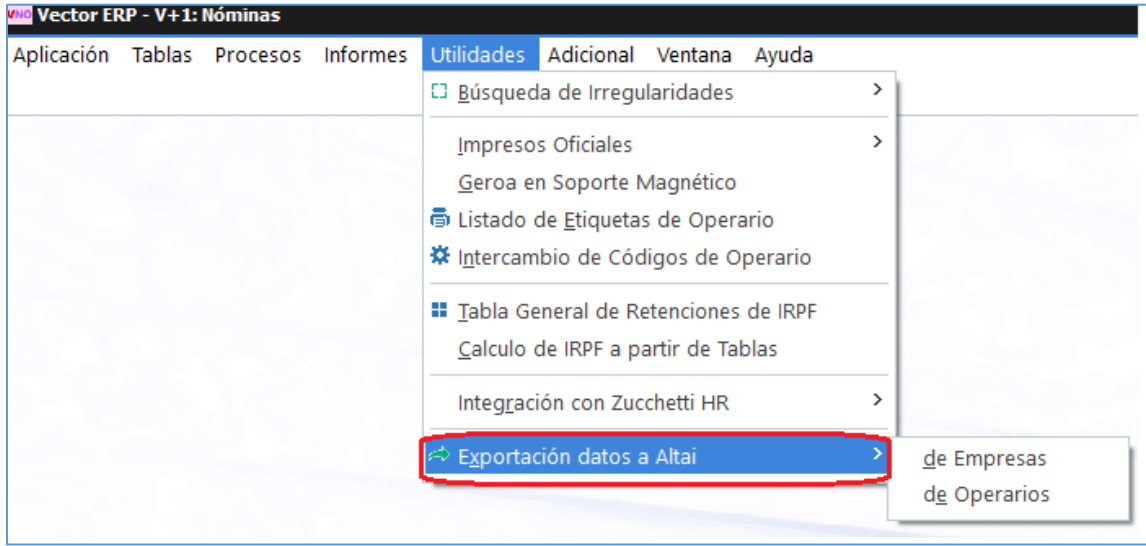 VNO Vector ERP - V+1: Nóminas
Aplicación Tablas Procesos Informes Utilidades Adicional Ventana Ayuda
Búsqueda de Irregularidades
Impresos Oficiales
Geroa en Soporte Magnético
Listado de Etiquetas de Operario
Intercambio de Códigos de Operario
Tabla General de Retenciones de IRPF
Calculo de IRPF a partir de Tablas
Integración con Zucchetti HR
Exportación datos a Altai
de Empresas
de Operarios